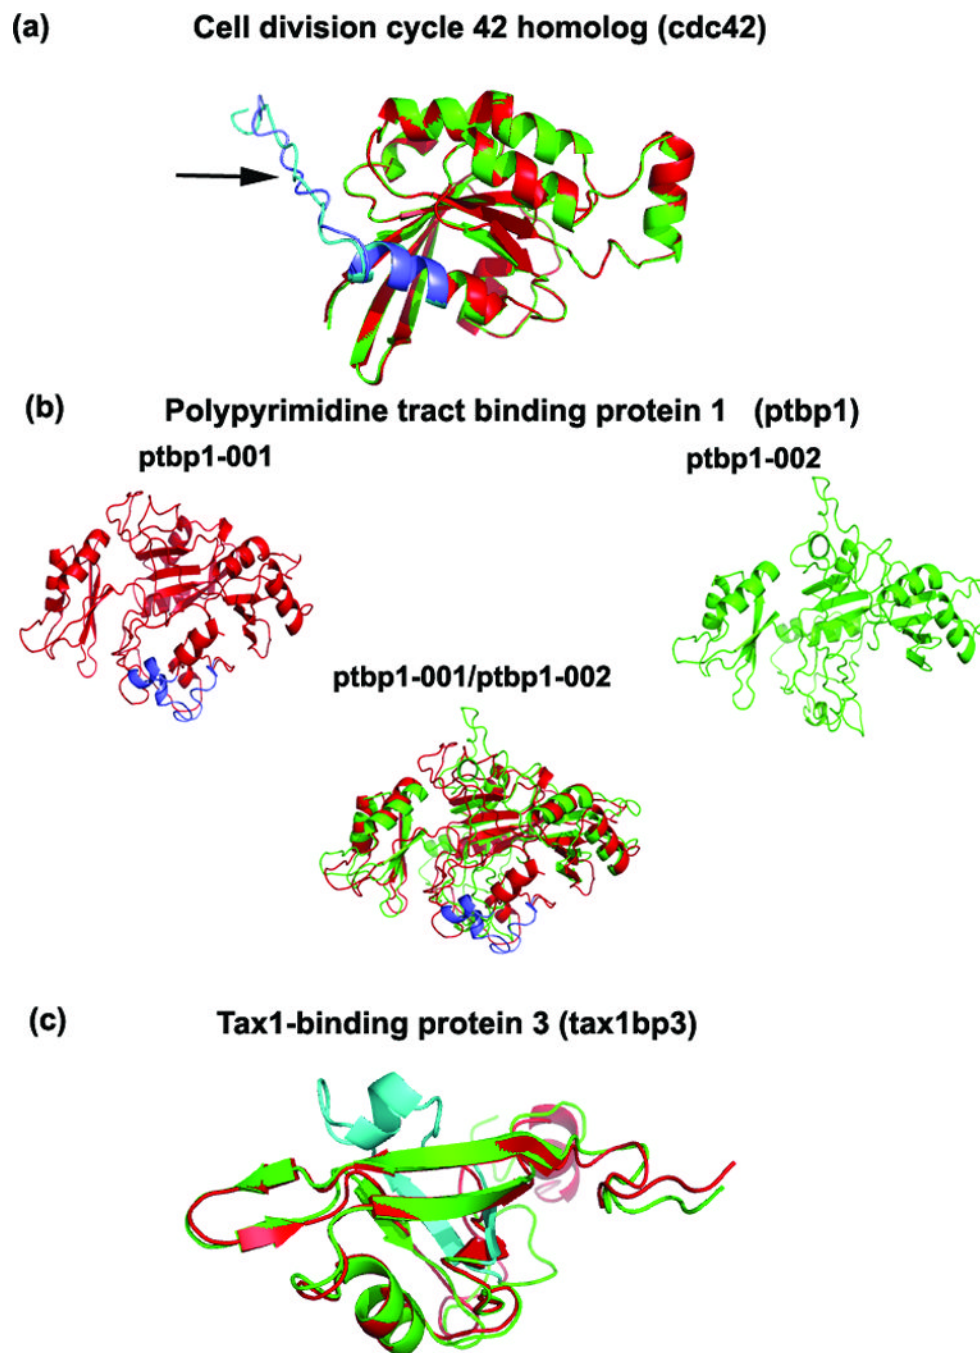 (a) Cell division cycle 42 homolog (cdc42)
(b) Polypyrimidine tract binding protein 1 (ptbp1)
ptbp1-001
ptbp1-002
ptbp1-001/ptbp1-002
(c) Tax1-binding protein 3 (tax1bp3)